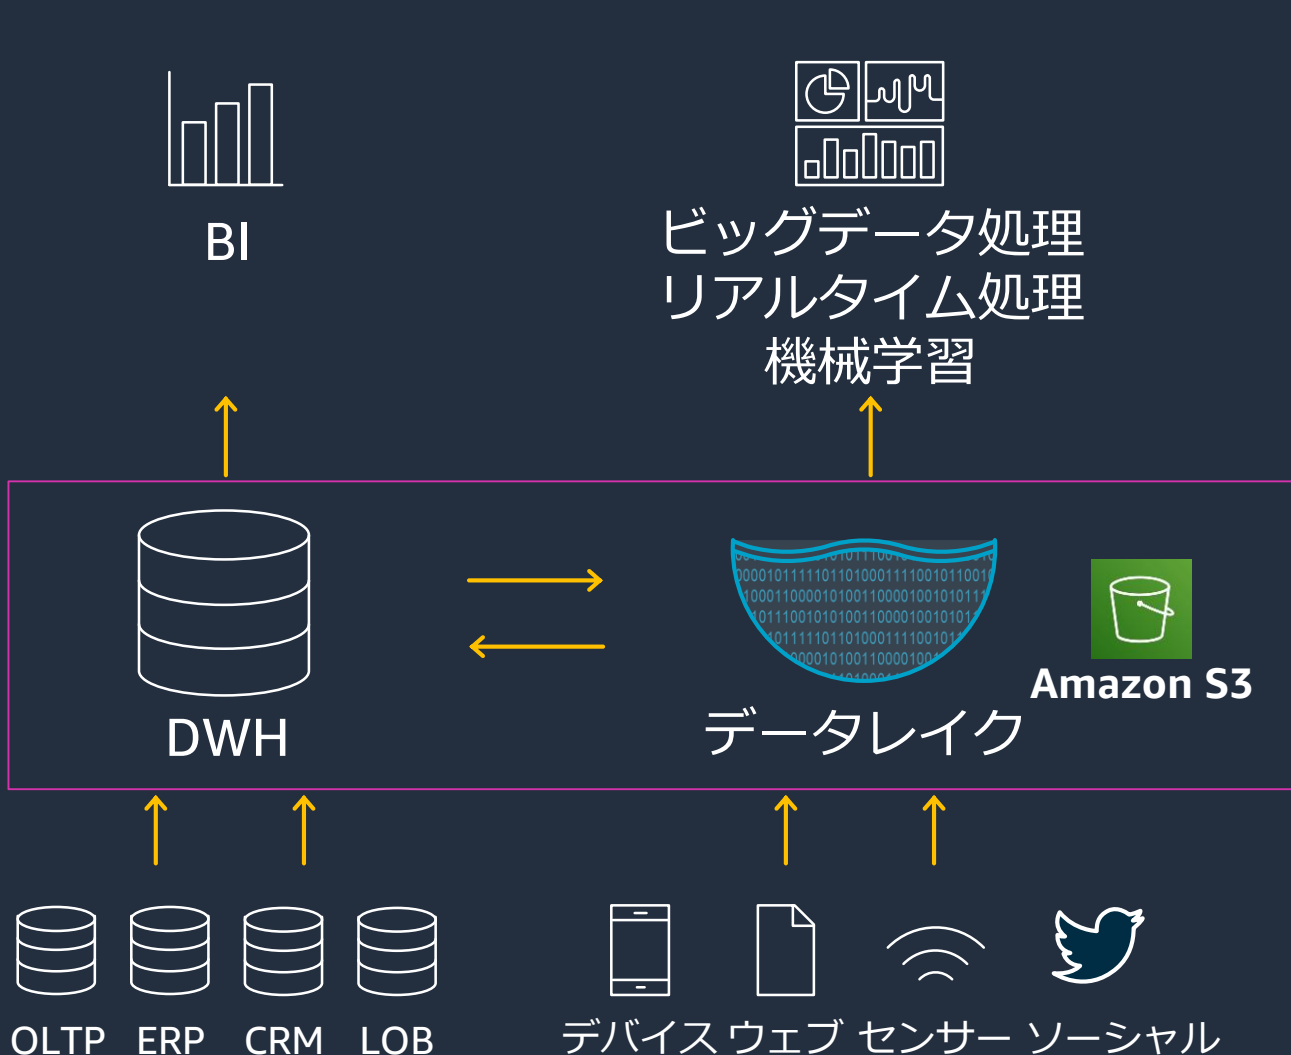 BI
ビッグデータ処理
リアルタイム処理
機械学習
DWH
データレイク
Amazon S3
OLTP ERP CRM LOB
デバイス ウェブ センサー ソーシャル